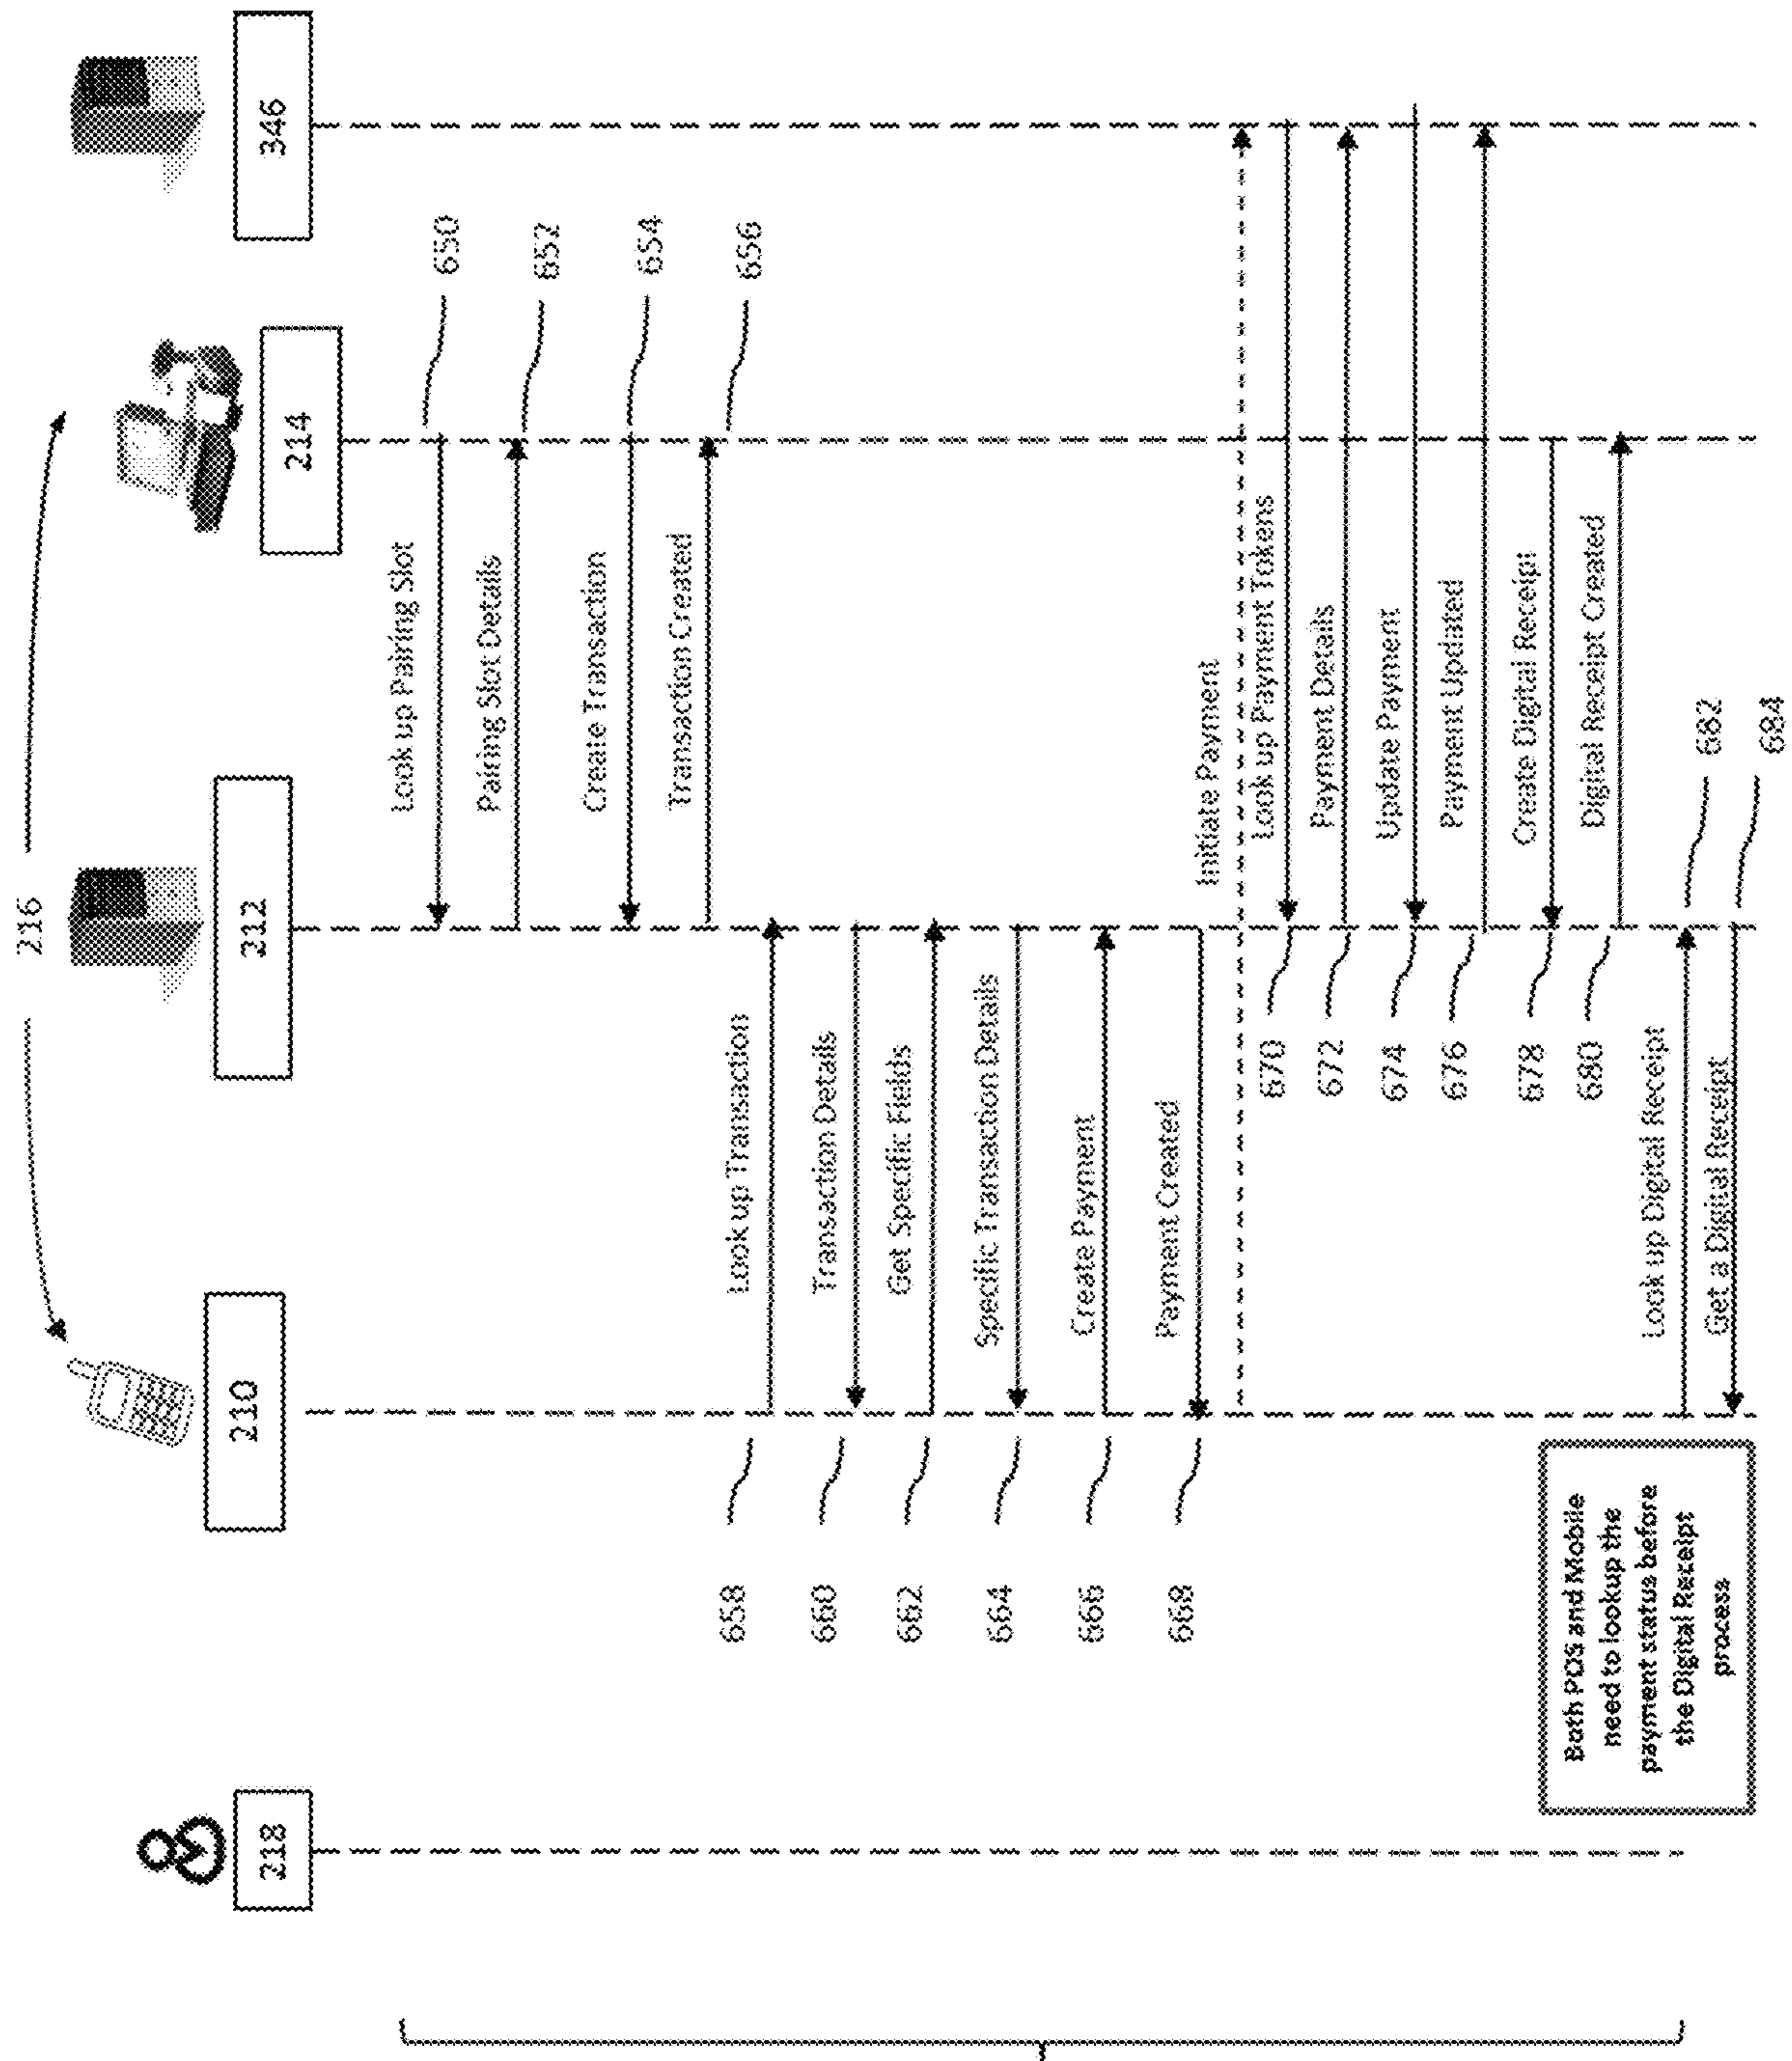 216
218
210
212
214
346
Look up Pairing Slot
650
Pairing Slot Details
652
Create Transaction
654
Transaction Created
656
658
Look up Transaction
660
Transaction Details
662
Get Specific Fields
664
Specific Transaction Details
666
Create Payment
668
Payment Created
Initiate Payment
670
Look up Payment Tokens
672
Payment Details
674
Update Payment
676
Payment Updated
678
Create Digital Receipt
680
Digital Receipt Created
Both POS and Mobile
need to lookup the
payment status before
the Digital Receipt
process
Look up Digital Receipt
682
Get a Digital Receipt
684